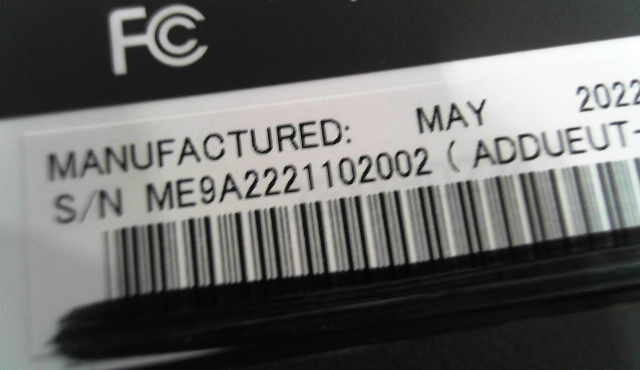 FC
MANUFACTURED: MAY 2022
S/N ME9A2221102002 (ADDUEUT-